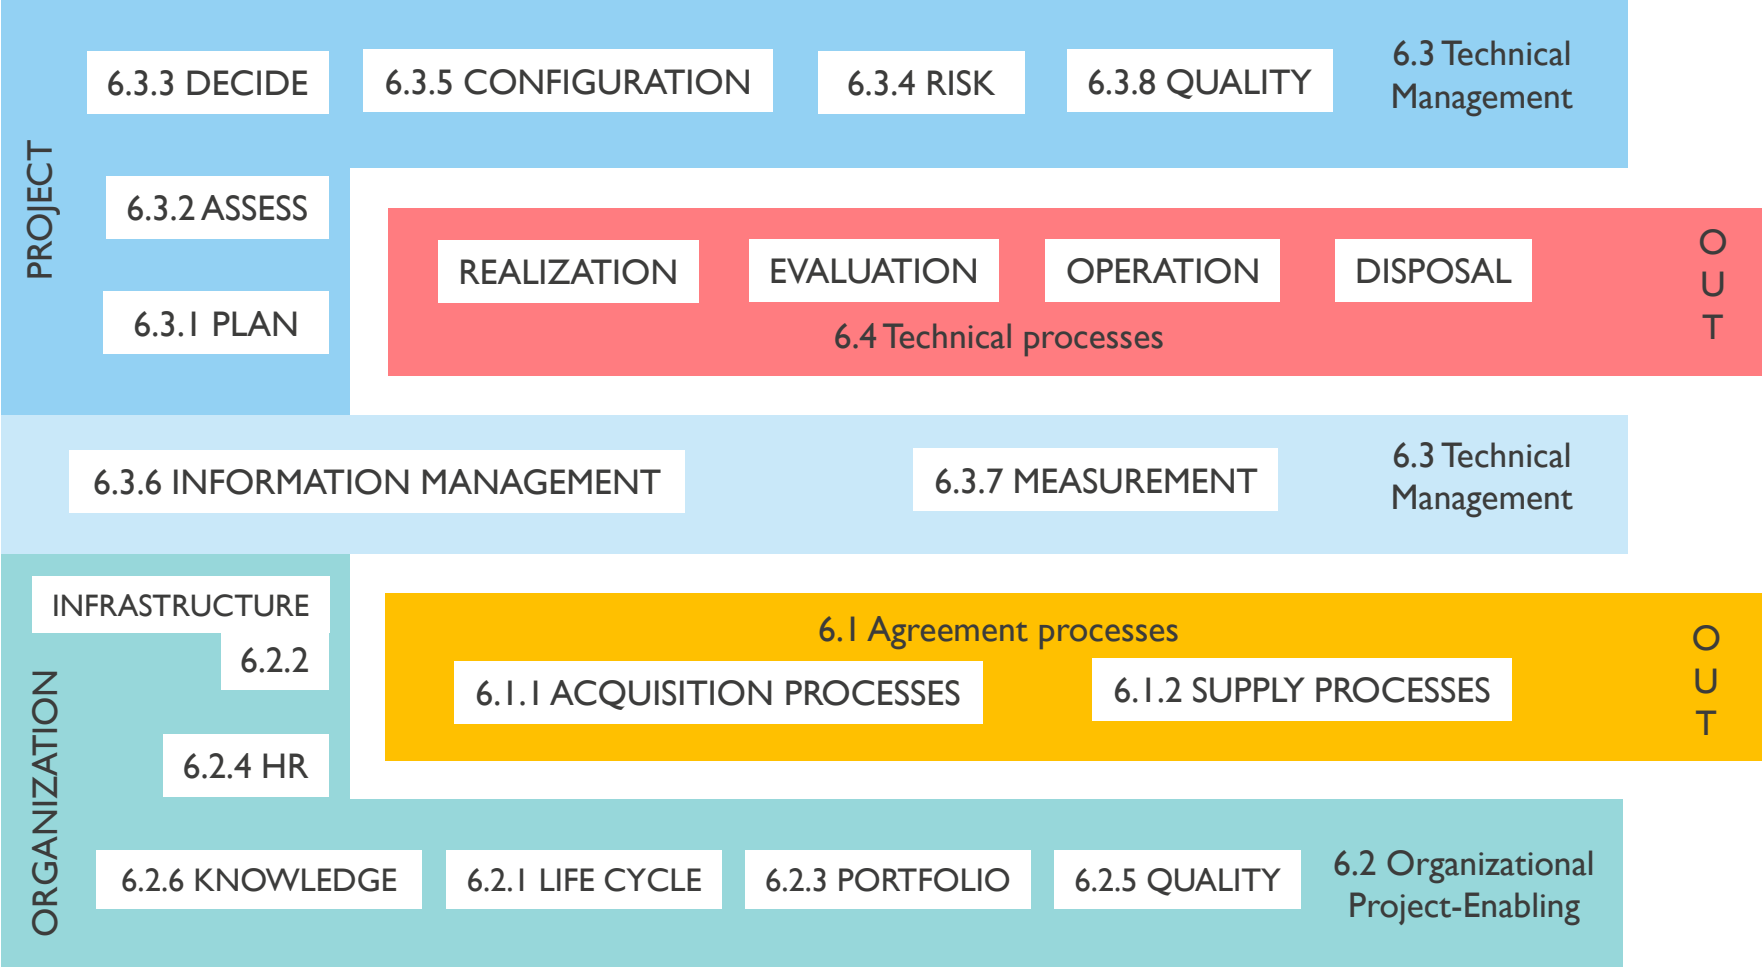 PROJECT
6.3.3 DECIDE
6.3.5 CONFIGURATION
6.3.4 RISK
6.3.8 QUALITY
6.3 Technical
Management
6.3.2 ASSESS
6.3.1 PLAN
REALIZATION
EVALUATION
OPERATION
DISPOSAL
6.4 Technical processes
O
U
T
6.3.6 INFORMATION MANAGEMENT
6.3.7 MEASUREMENT
6.3 Technical
Management
ORGANIZATION
INFRASTRUCTURE
6.2.2
6.2.4 HR
6.1 Agreement processes
6.1.1 ACQUISITION PROCESSES
6.1.2 SUPPLY PROCESSES
O
U
T
6.2.6 KNOWLEDGE
6.2.1 LIFE CYCLE
6.2.3 PORTFOLIO
6.2.5 QUALITY
6.2 Organizational
Project-Enabling